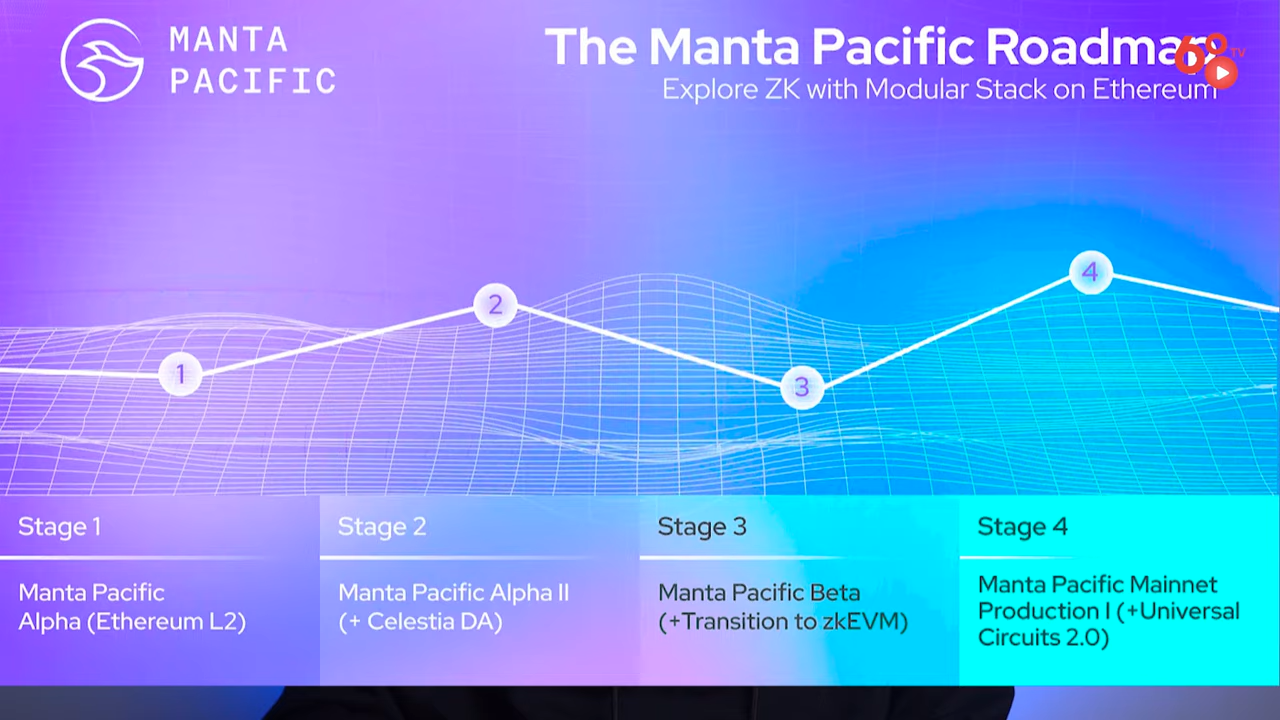 MANTA
PACIFIC
The Manta Pacific Roadmap
Explore ZK with Modular Stack on Ethereum
TV
1
2
3
4
Stage 1
Manta Pacific
Alpha (Ethereum L2)
Stage 2
Manta Pacific Alpha II
(+ Celestia DA)
Stage 3
Manta Pacific Beta
(+Transition to zkEVM)
Stage 4
Manta Pacific Mainnet
Production I (+Universal
Circuits 2.0)